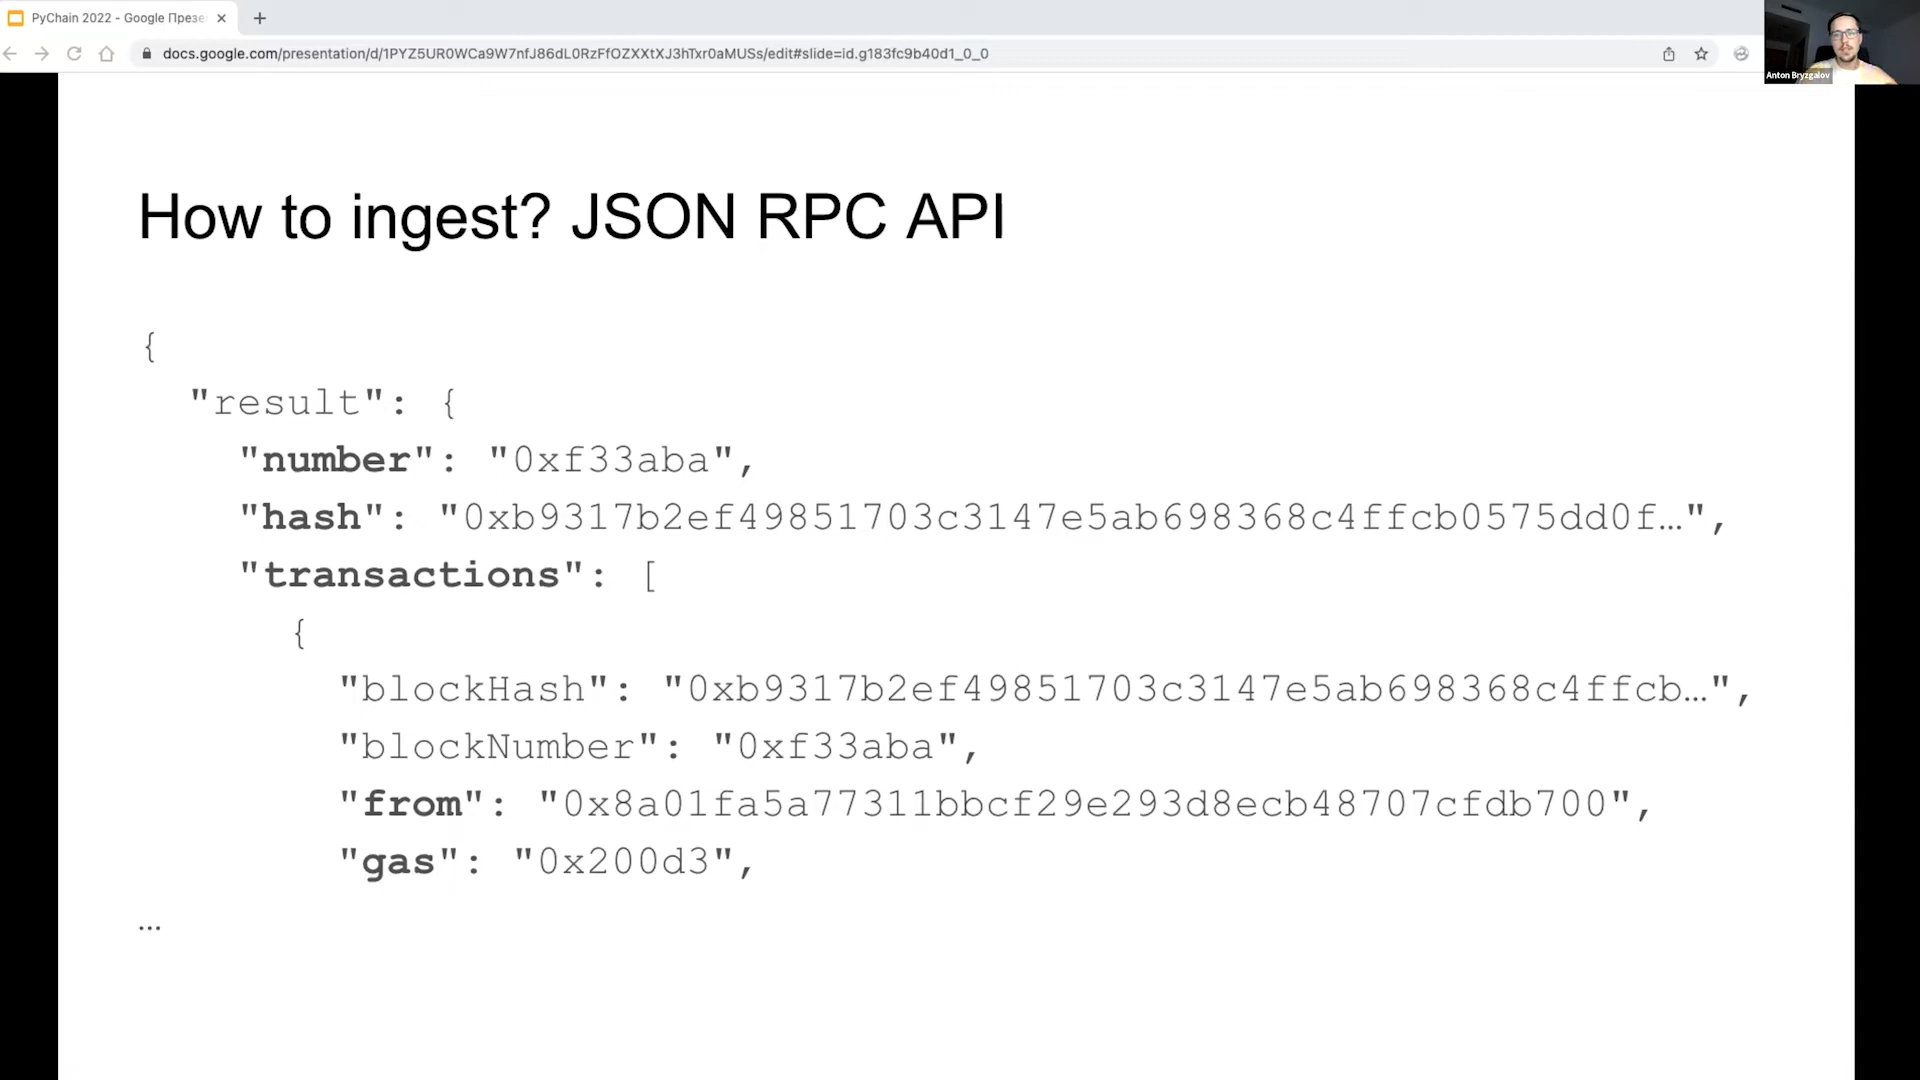 PyChain 2022 - Google Презе
docs.google.com/presentation/d/1PYZ5UR0WCa9W7nfJ86dL0RzFfOZXXtXJ3hTxr0aMUSs/edit#slide=id.g183fc9b40d1_0_0
Anton Bryzgalov
How to ingest? JSON RPC API
{
"result": {
"number": "0xf33aba",
"hash": "0xb9317b2ef49851703c3147e5ab698368c4ffcb0575dd0f…",
"transactions": [
{
"blockHash": "0xb9317b2ef49851703c3147e5ab698368c4ffcb…",
"blockNumber": "0xf33aba",
"from": "0x8a01fa5a77311bbcf29e293d8ecb48707cfdb700",
"gas": "0x200d3",
…